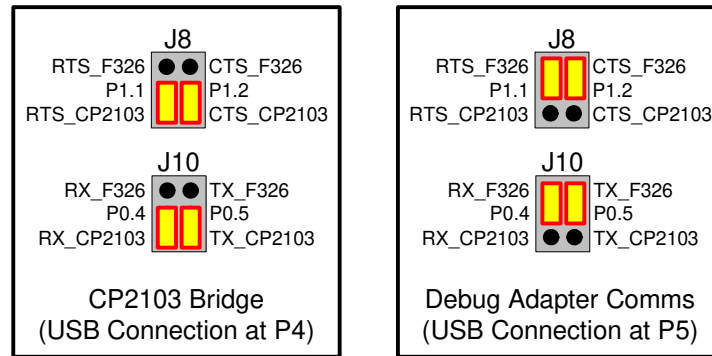 J8
RTS_F326 CTS_F326
P1.1 P1.2
RTS_CP2103 CTS_CP2103
J10
RX_F326 TX_F326
P0.4 P0.5
RX_CP2103 TX_CP2103
CP2103 Bridge
(USB Connection at P4)
J8
RTS_F326 CTS_F326
P1.1 P1.2
RTS_CP2103 CTS_CP2103
J10
RX_F326 TX_F326
P0.4 P0.5
RX_CP2103 TX_CP2103
Debug Adapter Comms
(USB Connection at P5)